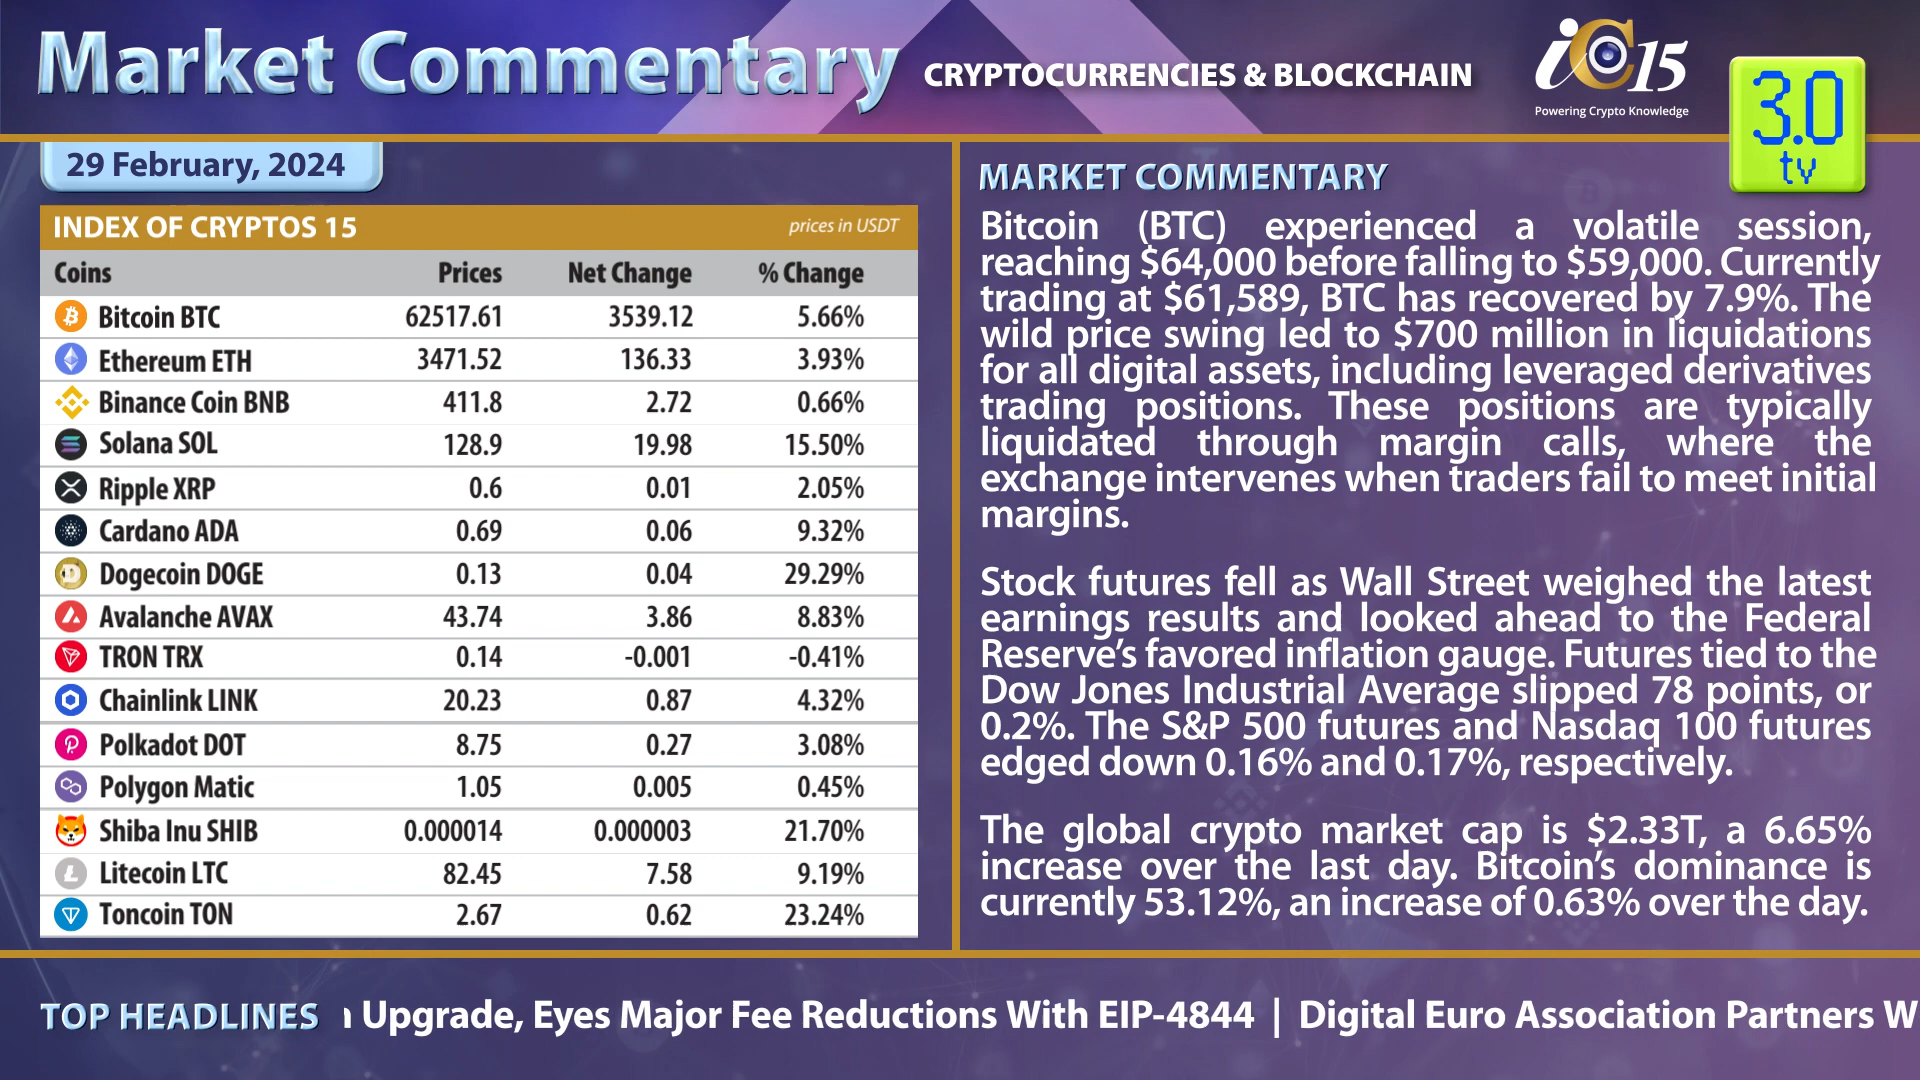 Market Commentary
CRYPTOCURRENCIES & BLOCKCHAIN
iC15
Powering Crypto Knowledge
3.0
tv
29 February, 2024
INDEX OF CRYPTOS 15 prices in USDT
Coins Prices Net Change % Change
Bitcoin BTC 62517.61 3539.12 5.66%
Ethereum ETH 3471.52 136.33 3.93%
Binance Coin BNB 411.8 2.72 0.66%
Solana SOL 128.9 19.98 15.50%
Ripple XRP 0.6 0.01 2.05%
Cardano ADA 0.69 0.06 9.32%
Dogecoin DOGE 0.13 0.04 29.29%
Avalanche AVAX 43.74 3.86 8.83%
TRON TRX 0.14 -0.001 -0.41%
Chainlink LINK 20.23 0.87 4.32%
Polkadot DOT 8.75 0.27 3.08%
Polygon Matic 1.05 0.005 0.45%
Shiba Inu SHIB 0.000014 0.000003 21.70%
Litecoin LTC 82.45 7.58 9.19%
Toncoin TON 2.67 0.62 23.24%
MARKET COMMENTARY
Bitcoin (BTC) experienced a volatile session,
reaching $64,000 before falling to $59,000. Currently
trading at $61,589, BTC has recovered by 7.9%. The
wild price swing led to $700 million in liquidations
for all digital assets, including leveraged derivatives
trading positions. These positions are typically
liquidated through margin calls, where the
exchange intervenes when traders fail to meet initial
margins.
Stock futures fell as Wall Street weighed the latest
earnings results and looked ahead to the Federal
Reserve's favored inflation gauge. Futures tied to the
Dow Jones Industrial Average slipped 78 points, or
0.2%. The S&P 500 futures and Nasdaq 100 futures
edged down 0.16% and 0.17%, respectively.
The global crypto market cap is $2.33T, a 6.65%
increase over the last day. Bitcoin's dominance is
currently 53.12%, an increase of 0.63% over the day.
TOP HEADLINES Upgrade, Eyes Major Fee Reductions With EIP-4844 | Digital Euro Association Partners W